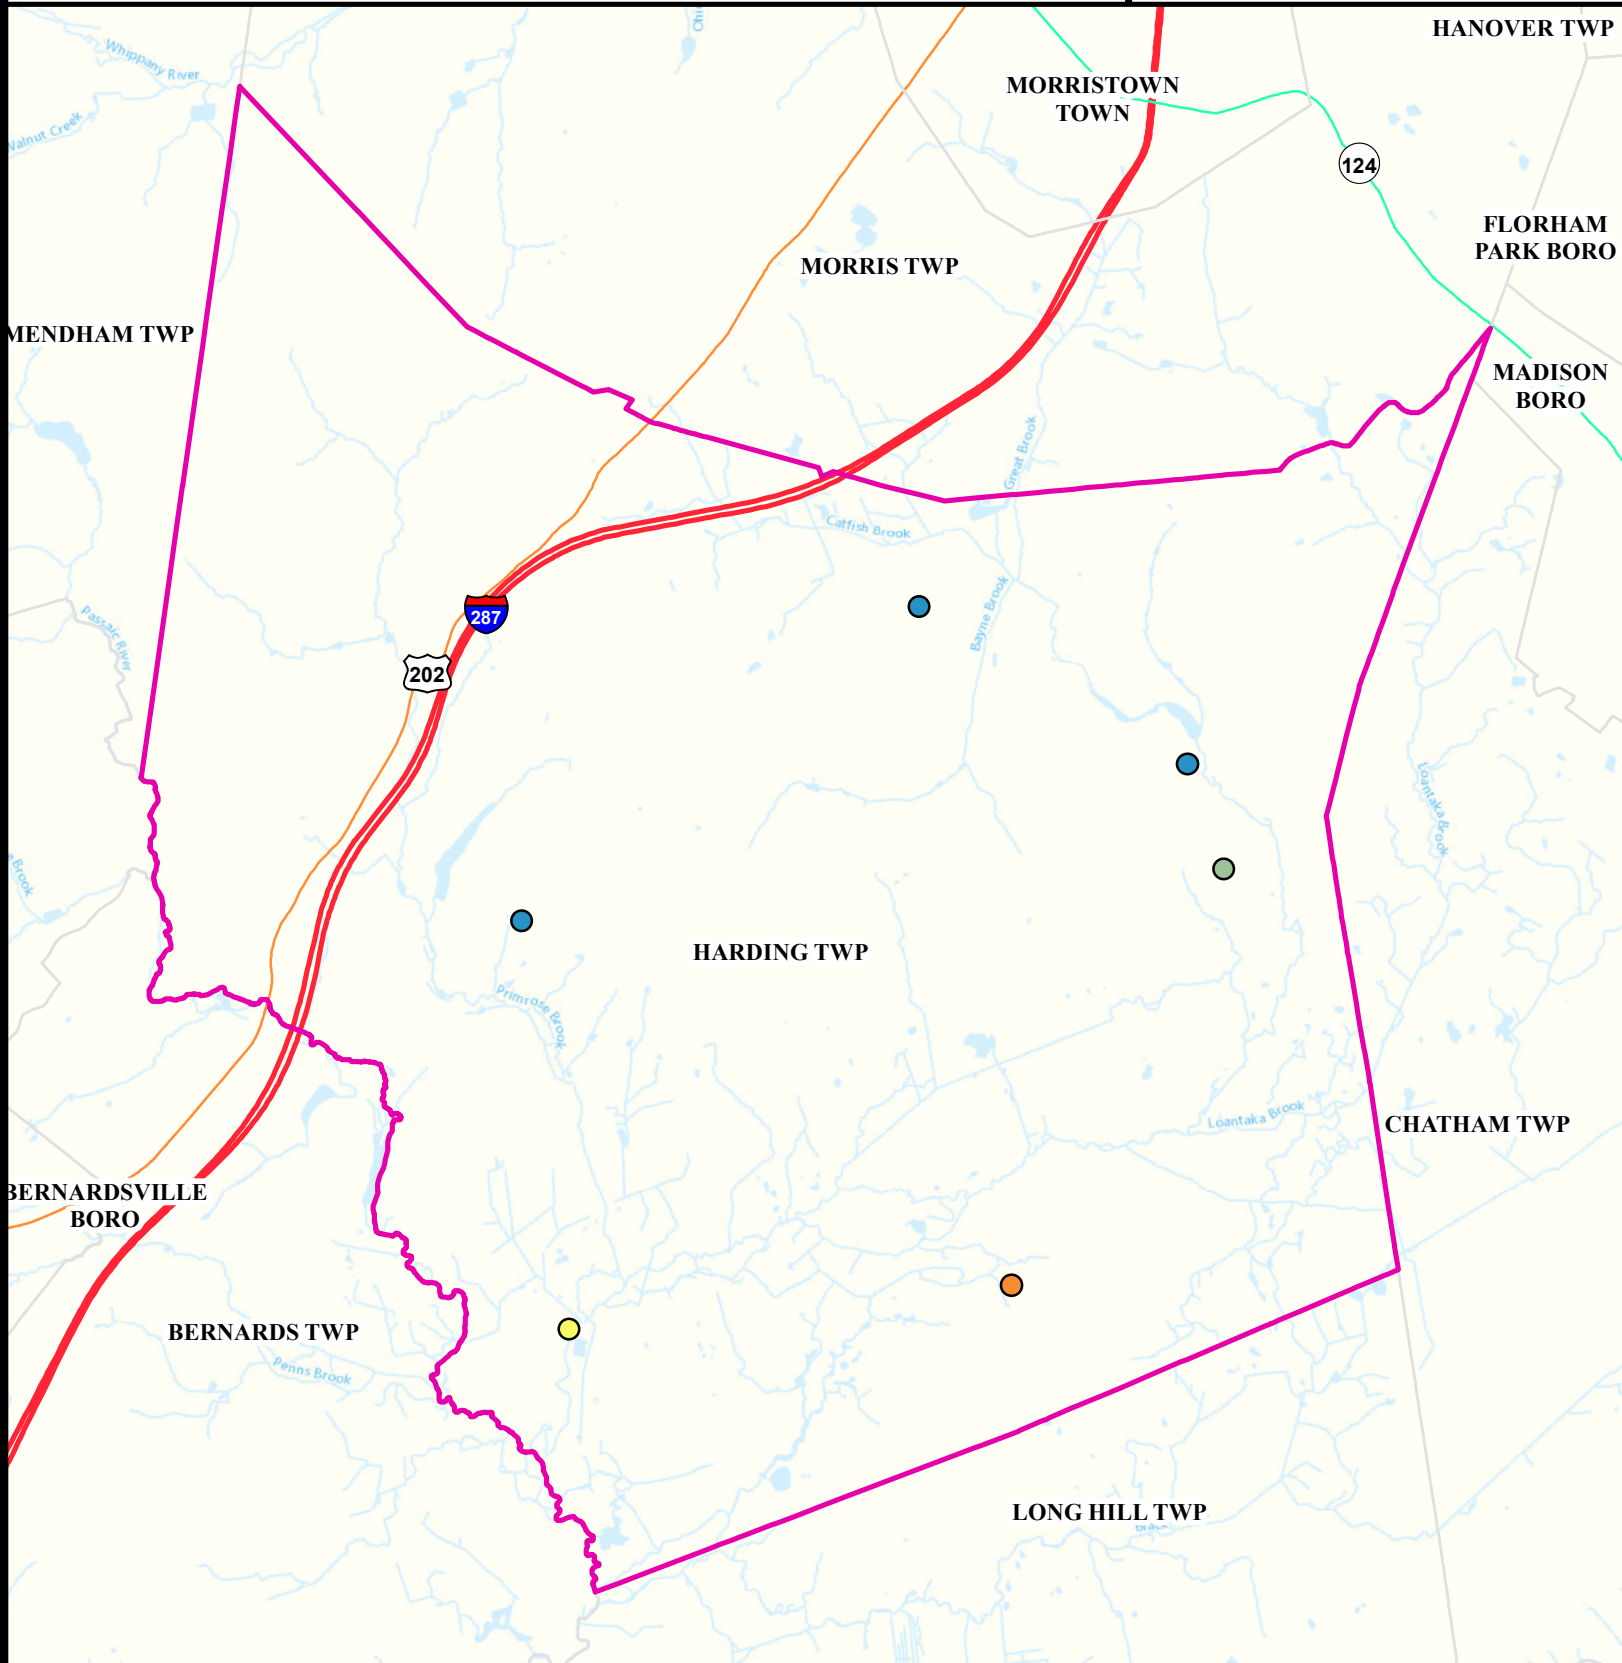 HANOVER TWP
Whippany River
MORRISTOWN
TOWN
Walnut Creek
124
FLORHAM
PARK BORO
MORRIS TWP
MENDHAM TWP
MADISON
BORO
Great Brook
Catfish Brook
Bayne Brook
287
Passaic River
202
Loantaka Brook
Brook
HARDING TWP
Primrose Brook
Loantaka Brook
CHATHAM TWP
BERNARDSVILLE
BORO
BERNARDS TWP
Penns Brook
LONG HILL TWP